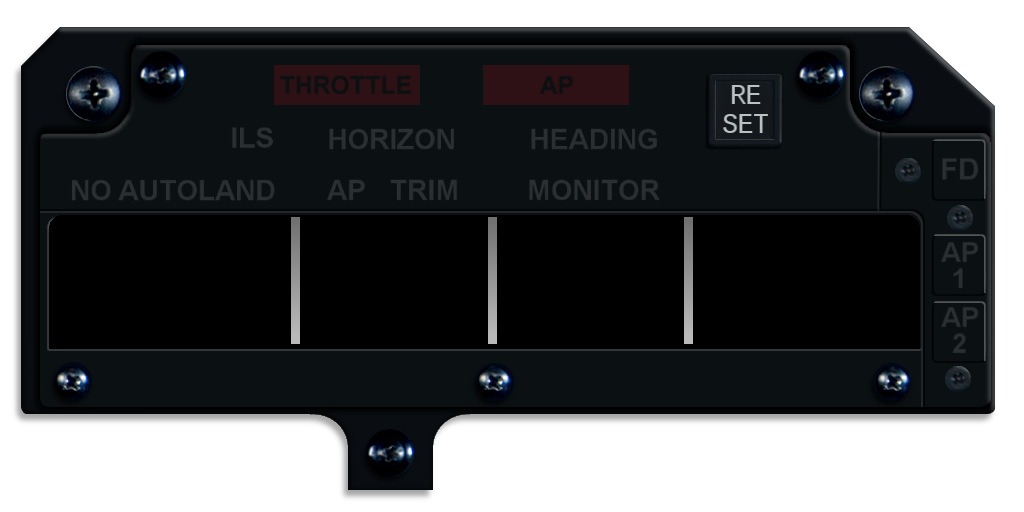 THROTTLE AP
RE
SET
ILS HORIZON HEADING
NO AUTOLAND AP TRIM MONITOR
FD
AP
1
AP
2